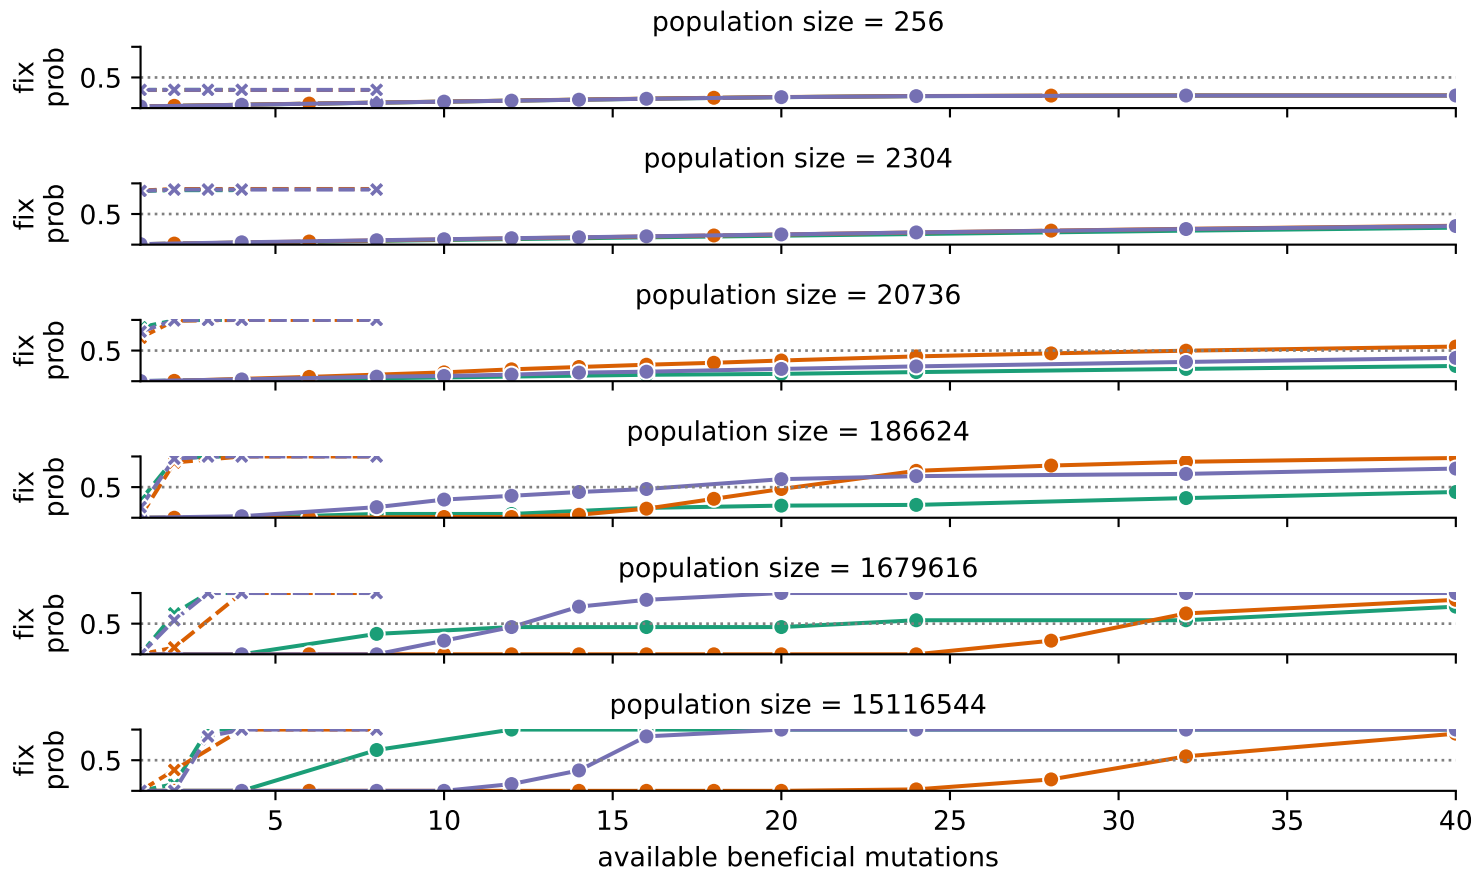 population size = 256
fix
prob
0.5
population size = 2304
fix
prob
0.5
population size = 20736
fix
prob
0.5
population size = 186624
fix
prob
0.5
population size = 1679616
fix
prob
0.5
population size = 15116544
fix
prob
0.5
5 10 15 20 25 30 35 40
available beneficial mutations